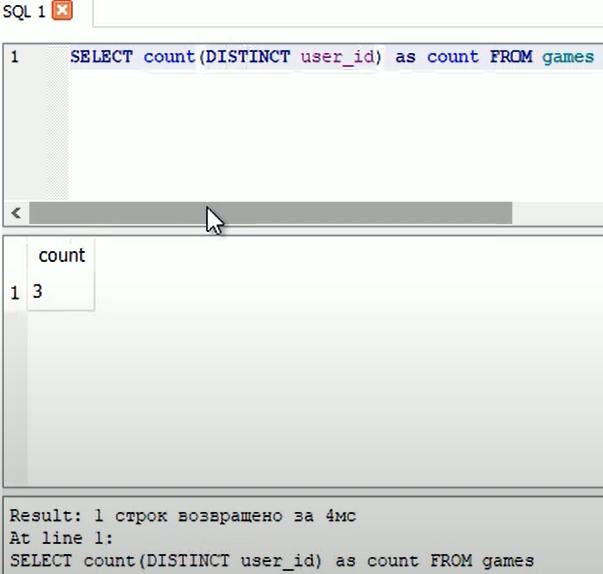 SQL 1
1 SELECT count(DISTINCT user_id) as count FROM games
count
1 3
Result: 1 строк возвращено за 4мс
At line 1:
SELECT count(DISTINCT user_id) as count FROM games